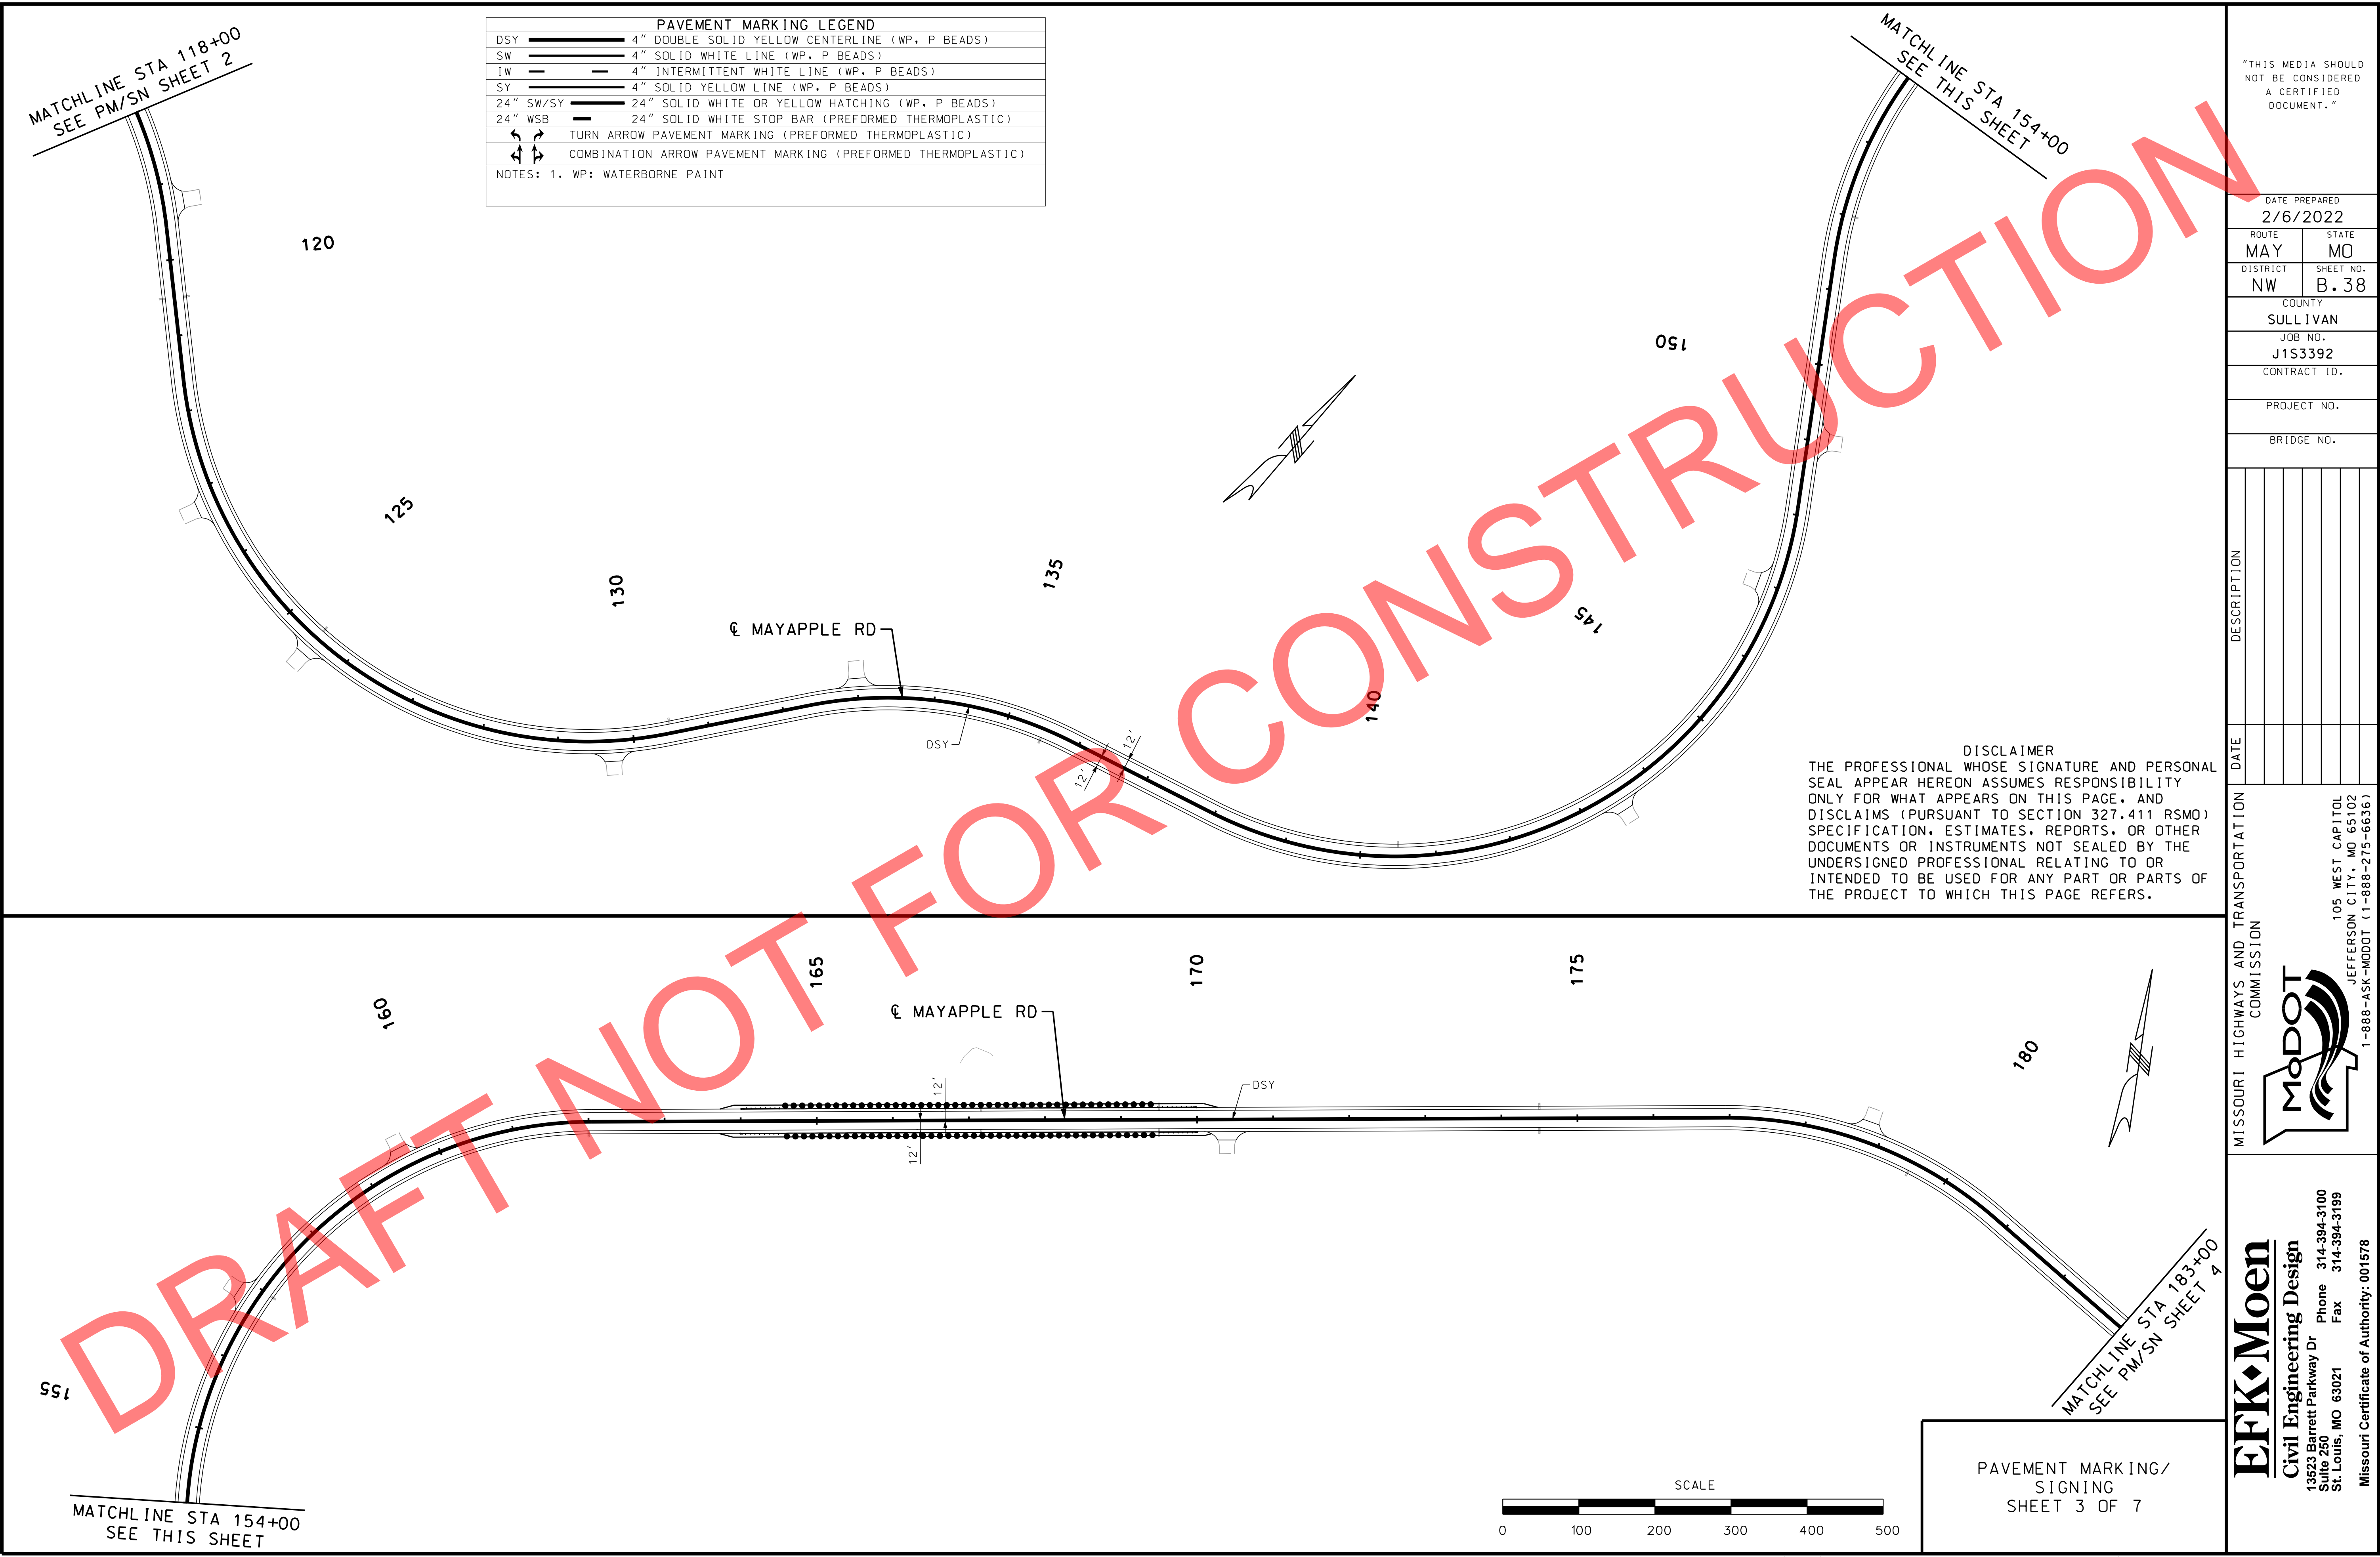 MATCHLINE STA 118+00
SEE PM/SN SHEET 2
PAVEMENT MARKING LEGEND
DSY 4" DOUBLE SOLID YELLOW CENTERLINE (WP, P BEADS)
SW 4" SOLID WHITE LINE (WP, P BEADS)
IW 4" INTERMITTENT WHITE LINE (WP, P BEADS)
SY 4" SOLID YELLOW LINE (WP, P BEADS)
24" SW/SY 24" SOLID WHITE OR YELLOW HATCHING (WP, P BEADS)
24" WSB 24" SOLID WHITE STOP BAR (PREFORMED THERMOPLASTIC)
TURN ARROW PAVEMENT MARKING (PREFORMED THERMOPLASTIC)
COMBINATION ARROW PAVEMENT MARKING (PREFORMED THERMOPLASTIC)
NOTES: 1. WP: WATERBORNE PAINT
MATCHLINE STA 154+00
SEE THIS SHEET
120
125
130
135
140
145
150
N
℄ MAYAPPLE RD
DSY
12'
12'
DISCLAIMER
THE PROFESSIONAL WHOSE SIGNATURE AND PERSONAL
SEAL APPEAR HEREON ASSUMES RESPONSIBILITY
ONLY FOR WHAT APPEARS ON THIS PAGE, AND
DISCLAIMS (PURSUANT TO SECTION 327.411 RSMO)
SPECIFICATION, ESTIMATES, REPORTS, OR OTHER
DOCUMENTS OR INSTRUMENTS NOT SEALED BY THE
UNDERSIGNED PROFESSIONAL RELATING TO OR
INTENDED TO BE USED FOR ANY PART OR PARTS OF
THE PROJECT TO WHICH THIS PAGE REFERS.
DRAFT NOT FOR CONSTRUCTION
155
160
165
170
175
180
℄ MAYAPPLE RD
DSY
12'
12'
N
MATCHLINE STA 154+00
SEE THIS SHEET
MATCHLINE STA 183+00
SEE PM/SN SHEET 4
SCALE
0 100 200 300 400 500
PAVEMENT MARKING/
SIGNING
SHEET 3 OF 7
"THIS MEDIA SHOULD
NOT BE CONSIDERED
A CERTIFIED
DOCUMENT."
DATE PREPARED
2/6/2022
ROUTE STATE
MAY MO
DISTRICT SHEET NO.
NW B.38
COUNTY
SULLIVAN
JOB NO.
J1S3392
CONTRACT ID.
PROJECT NO.
BRIDGE NO.
DESCRIPTION
DATE
MISSOURI HIGHWAYS AND TRANSPORTATION
COMMISSION
MODOT
105 WEST CAPITOL
JEFFERSON CITY, MO 65102
1-888-ASK-MODOT (1-888-275-6636)
EFK◆Moen
Civil Engineering Design
13523 Barrett Parkway Dr Phone 314-394-3100
Suite 250 Fax 314-394-3199
St. Louis, MO 63021
Missouri Certificate of Authority: 001578